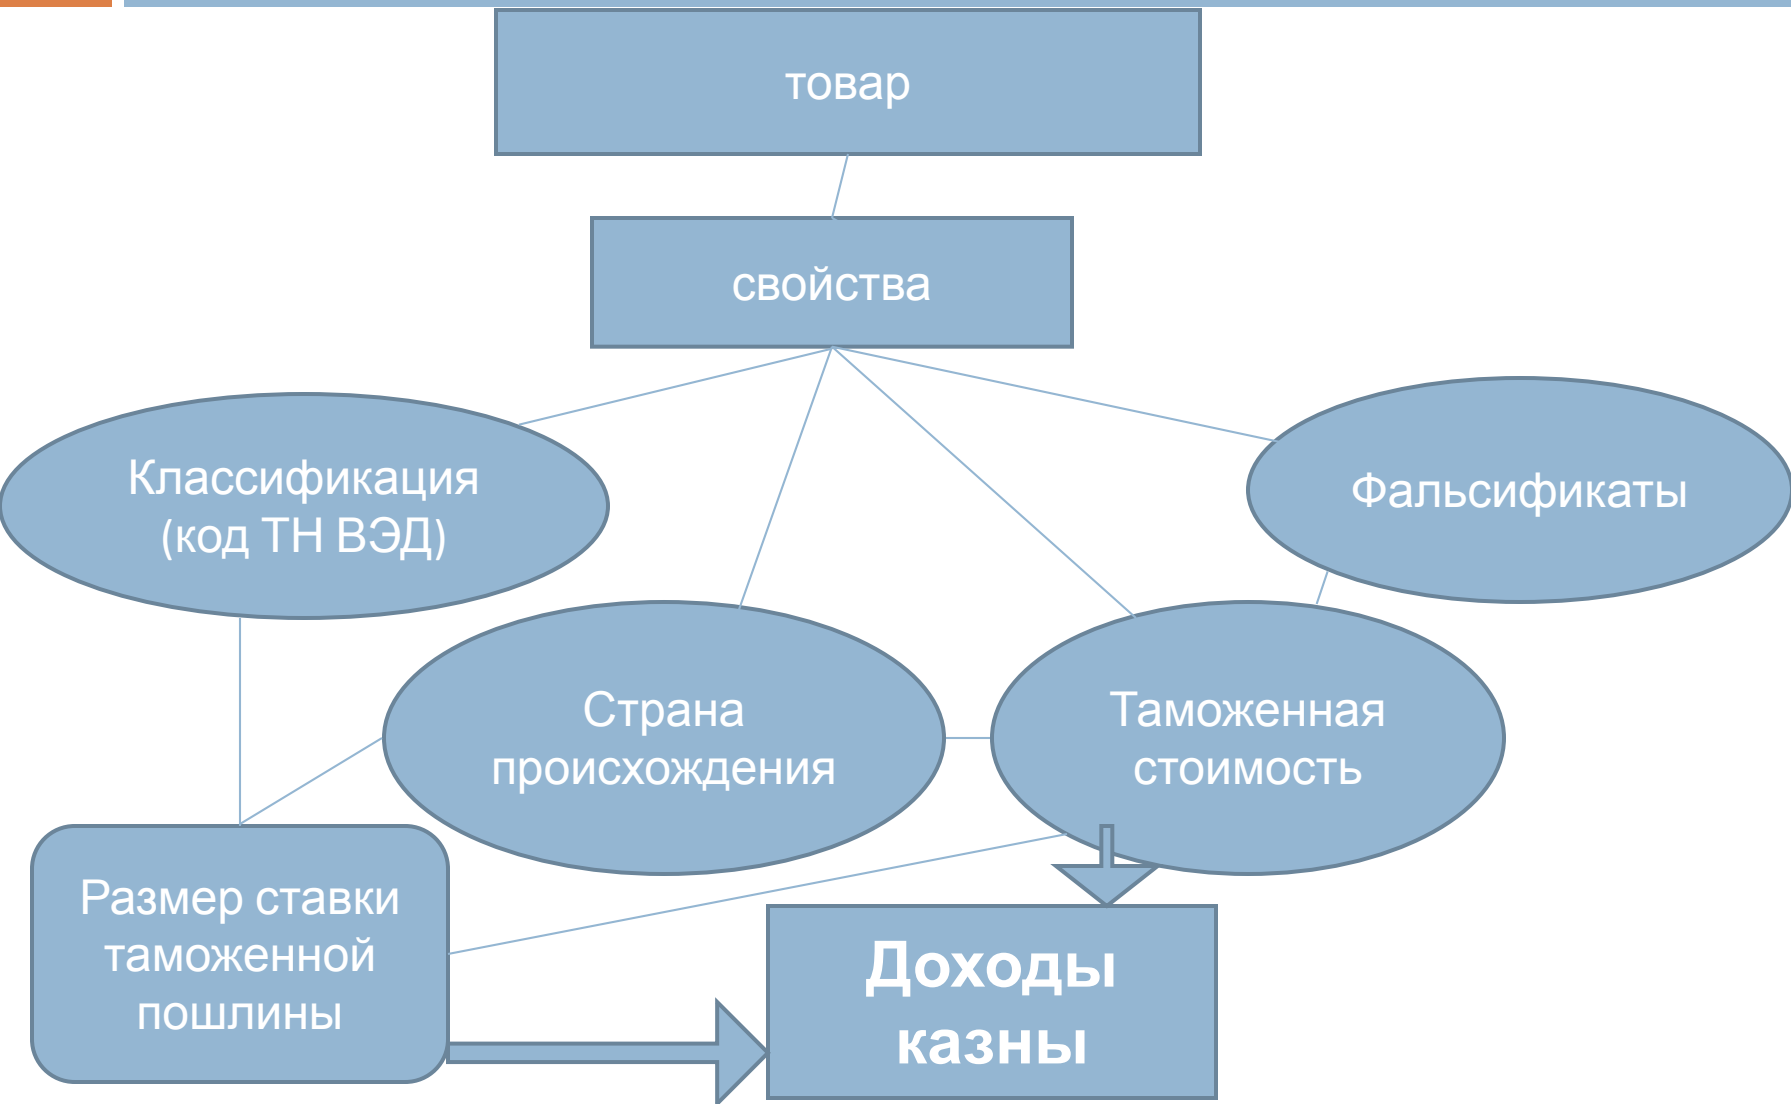 товар
свойства
Классификация
(код ТН ВЭД)
Фальсификаты
Страна
происхождения
Таможенная
стоимость
Размер ставки
таможенной
пошлины
Доходы
казны